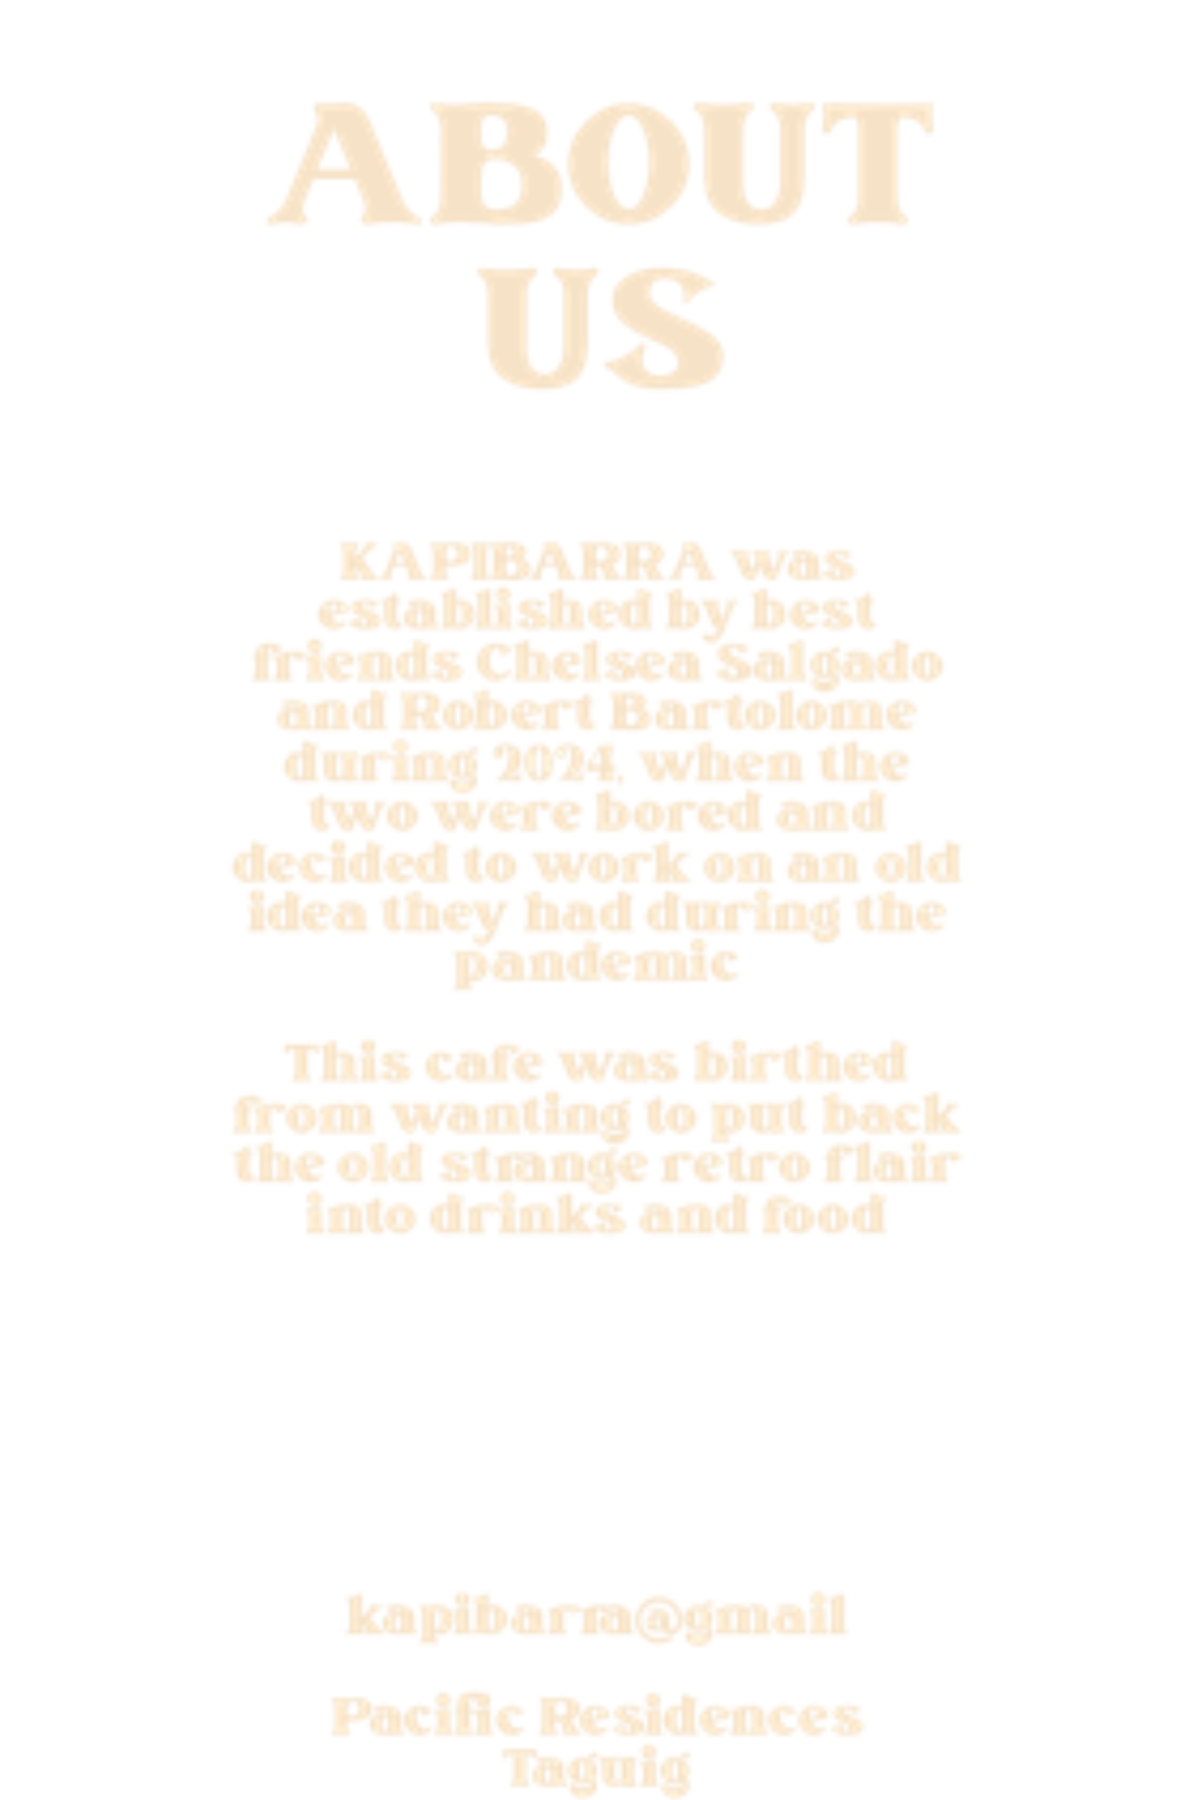 ABOUT
US
KAPIBARRA was
established by best
friends Chelsea Salgado
and Robert Bartolome
during 2024, when the
two were bored and
decided to work on an old
idea they had during the
pandemic
This cafe was birthed
from wanting to put back
the old strange retro flair
into drinks and food
kapibarra@gmail
Pacific Residences
Taguig